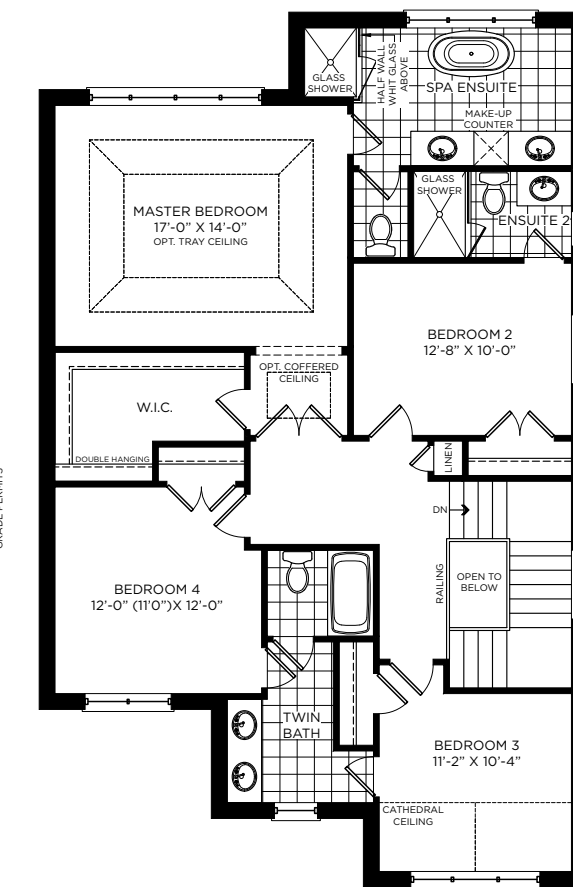 GLASS
SHOWER
HALF WALL
WHIT GLASS
ABOVE
SPA ENSUITE
MAKE-UP
COUNTER
GLASS
SHOWER
ENSUITE 2
MASTER BEDROOM
17'-0" X 14'-0"
OPT. TRAY CEILING
BEDROOM 2
12'-8" X 10'-0"
OPT. COFFERED
CEILING
W.I.C.
DOUBLE HANGING
LINEN
DN
RAILING
OPEN TO
BELOW
BEDROOM 4
12'-0" (11'0")X 12'-0"
TWIN
BATH
BEDROOM 3
11'-2" X 10'-4"
CATHEDRAL
CEILING